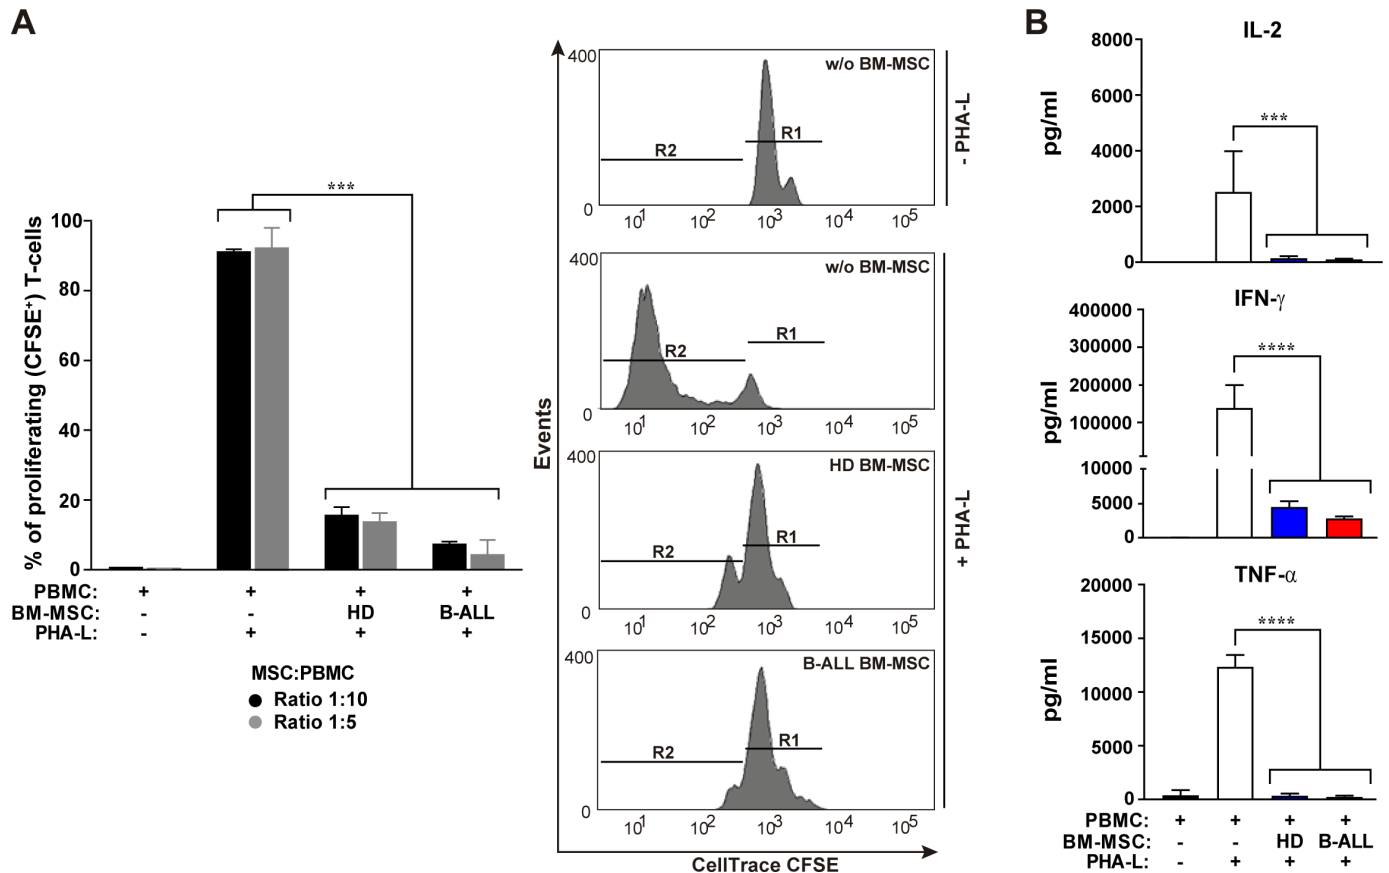 A
***
% of proliferating (CFSE⁺) T-cells
100
80
60
40
20
0
PBMC: + + + +
BM-MSC: - - HD B-ALL
PHA-L: - + + +
MSC:PBMC
Ratio 1:10
Ratio 1:5
Events
400
w/o BM-MSC
R1
R2
0
10¹ 10² 10³ 10⁴ 10⁵
- PHA-L
400
w/o BM-MSC
R1
R2
0
10¹ 10² 10³ 10⁴ 10⁵
400
HD BM-MSC
R1
R2
0
10¹ 10² 10³ 10⁴ 10⁵
+ PHA-L
400
B-ALL BM-MSC
R1
R2
0
10¹ 10² 10³ 10⁴ 10⁵
CellTrace CFSE
B
IL-2
pg/ml
8000
6000
4000
2000
0
***
IFN-γ
pg/ml
400000
300000
200000
100000
10000
5000
0
****
TNF-α
pg/ml
20000
15000
10000
5000
0
****
PBMC: + + + +
BM-MSC: - - HD B-ALL
PHA-L: - + + +